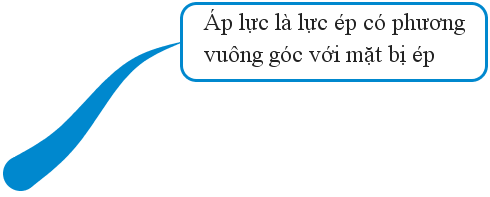 Áp lực là lực ép có phương
vuông góc với mặt bị ép